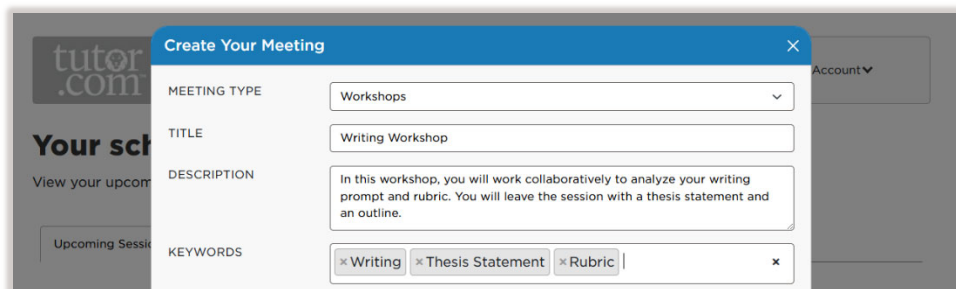 Create Your Meeting
×
tutor
.com
Account
MEETING TYPE
Workshops
TITLE
Writing Workshop
Your sch
View your upcom
DESCRIPTION
In this workshop, you will work collaboratively to analyze your writing
prompt and rubric. You will leave the session with a thesis statement and
an outline.
Upcoming Sessio
KEYWORDS
× Writing × Thesis Statement × Rubric ×